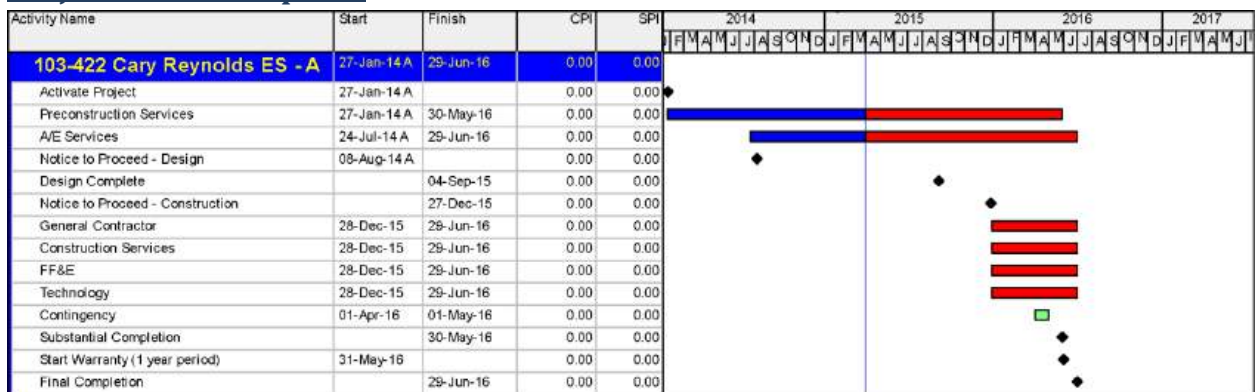 Activity Name Start Finish CPI SPI 2014 2015 2016 2017
F M A M J J A S O N D J F M A M J J A S O N D J F M A M J J A S O N D J F M A M J
103-422 Cary Reynolds ES - A 27-Jan-14 A 29-Jun-16 0.00 0.00
Activate Project 27-Jan-14 A 0.00 0.00
Preconstruction Services 27-Jan-14 A 30-May-16 0.00 0.00
A/E Services 24-Jul-14 A 29-Jun-16 0.00 0.00
Notice to Proceed - Design 08-Aug-14 A 0.00 0.00
Design Complete 04-Sep-15 0.00 0.00
Notice to Proceed - Construction 27-Dec-15 0.00 0.00
General Contractor 28-Dec-15 29-Jun-16 0.00 0.00
Construction Services 28-Dec-15 29-Jun-16 0.00 0.00
FF&E 28-Dec-15 29-Jun-16 0.00 0.00
Technology 28-Dec-15 29-Jun-16 0.00 0.00
Contingency 01-Apr-16 01-May-16 0.00 0.00
Substantial Completion 30-May-16 0.00 0.00
Start Warranty (1 year period) 31-May-16 0.00 0.00
Final Completion 29-Jun-16 0.00 0.00